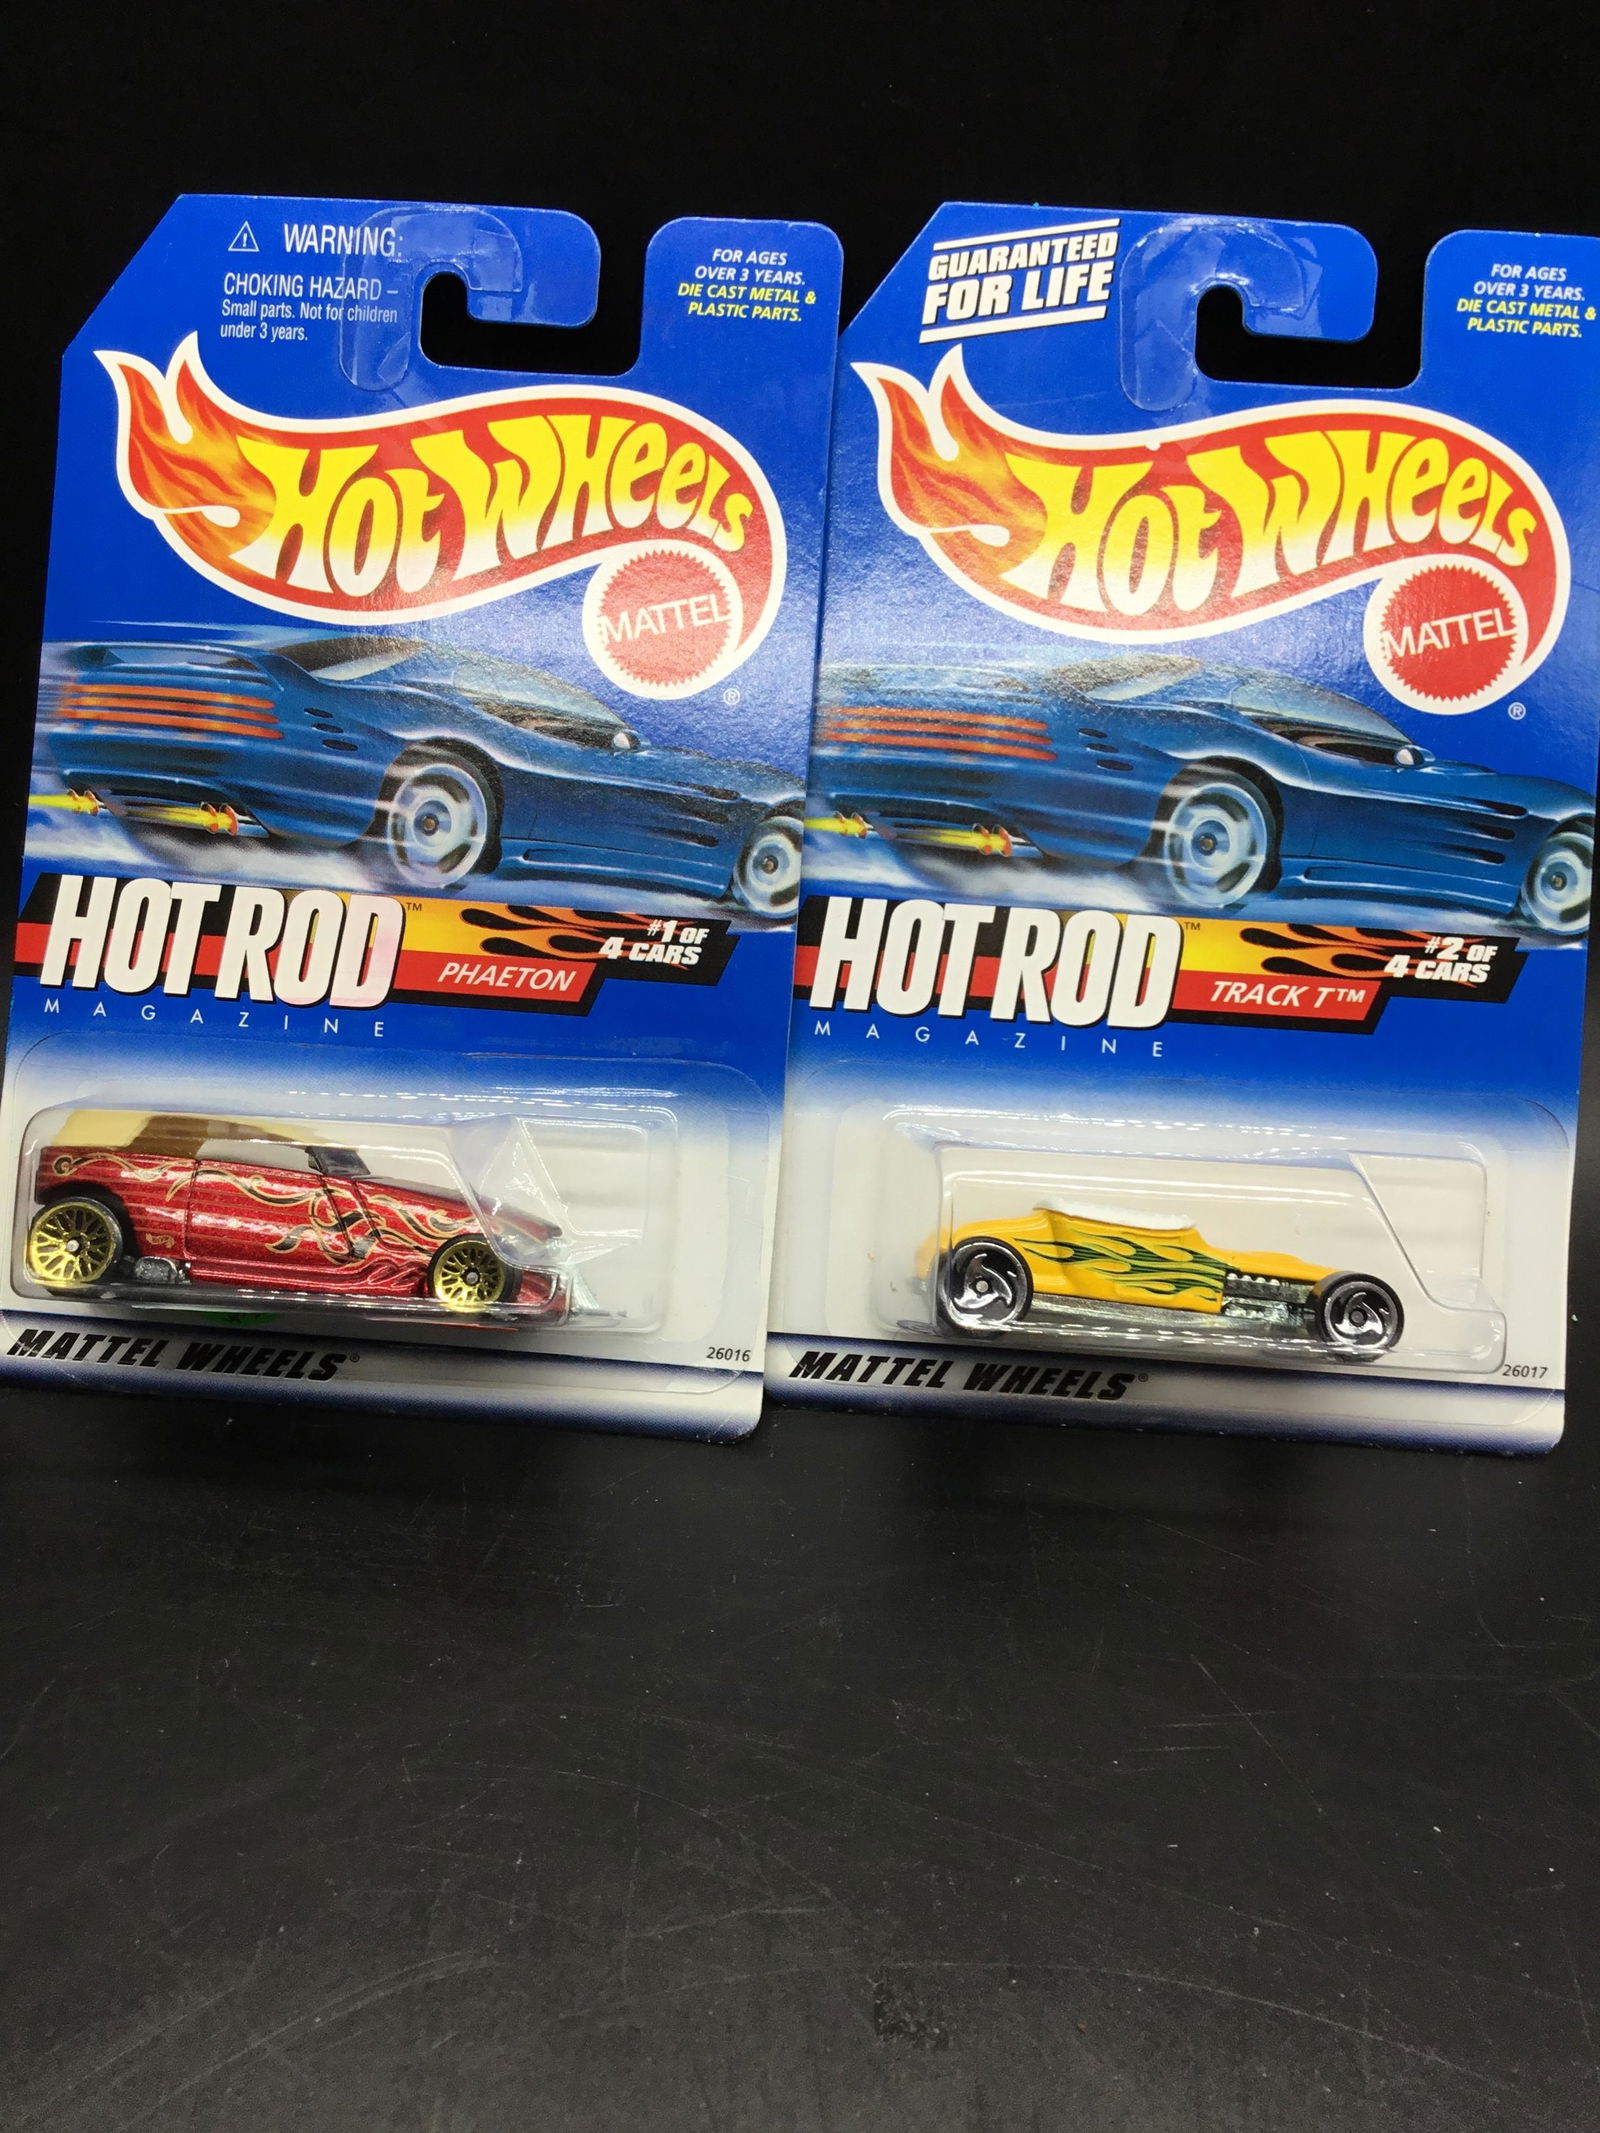 WARNING:
CHOKING HAZARD –
Small parts. Not for children
under 3 years.
FOR AGES
OVER 3 YEARS.
DIE CAST METAL &
PLASTIC PARTS.
HOT WHEELS
MATTEL
®
HOT ROD™
MAGAZINE
PHAETON
#1 OF
4 CARS
MATTEL WHEELS®
26016
GUARANTEED
FOR LIFE
FOR AGES
OVER 3 YEARS.
DIE CAST METAL &
PLASTIC PARTS.
HOT WHEELS
MATTEL
®
HOT ROD™
MAGAZINE
TRACK T™
#2 OF
4 CARS
MATTEL WHEELS®
26017